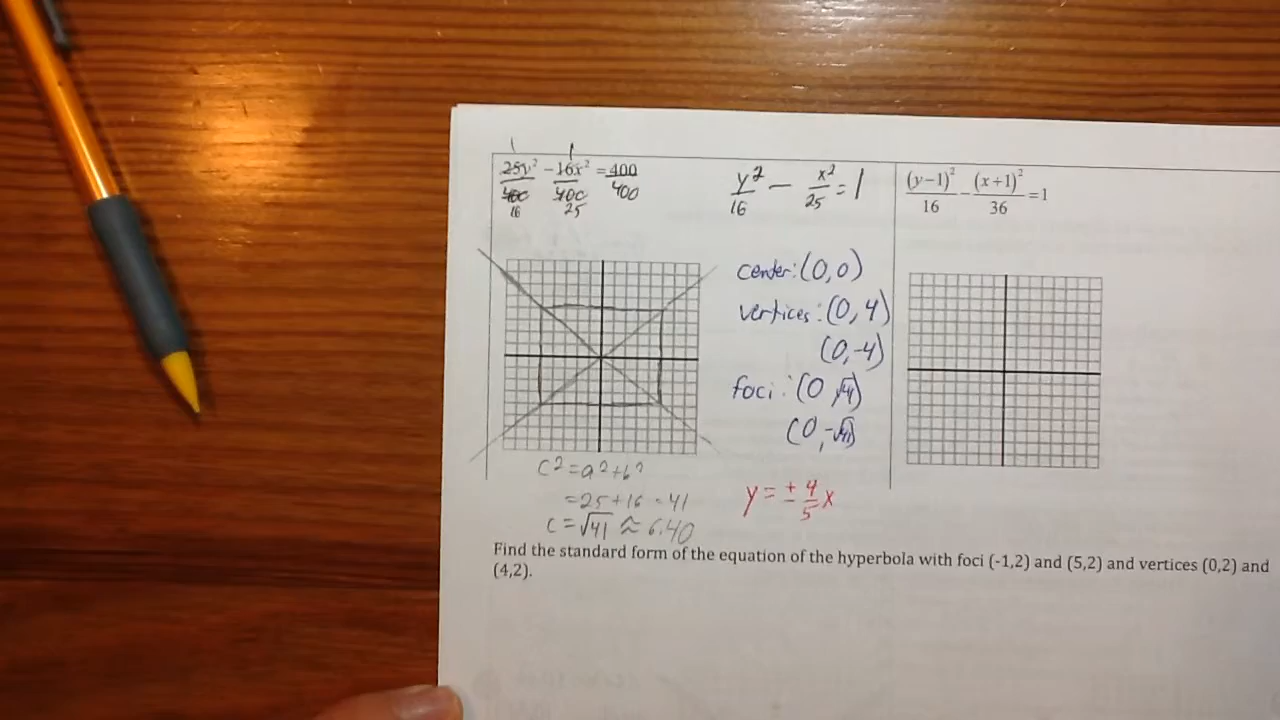 25y² − 16x² = 400
400 400 400
16 25
1 1
y²/16 − x²/25 = 1
center: (0,0)
vertices: (0, 4)
(0,-4)
foci: (0 √41)
(0,-√41)
y = ± 4/5 x
c² = a² + b²
= 25 + 16 = 41
c = √41 ≈ 6.40
(y−1)²/16 − (x+1)²/36 = 1
Find the standard form of the equation of the hyperbola with foci (-1,2) and (5,2) and vertices (0,2) and
(4,2).